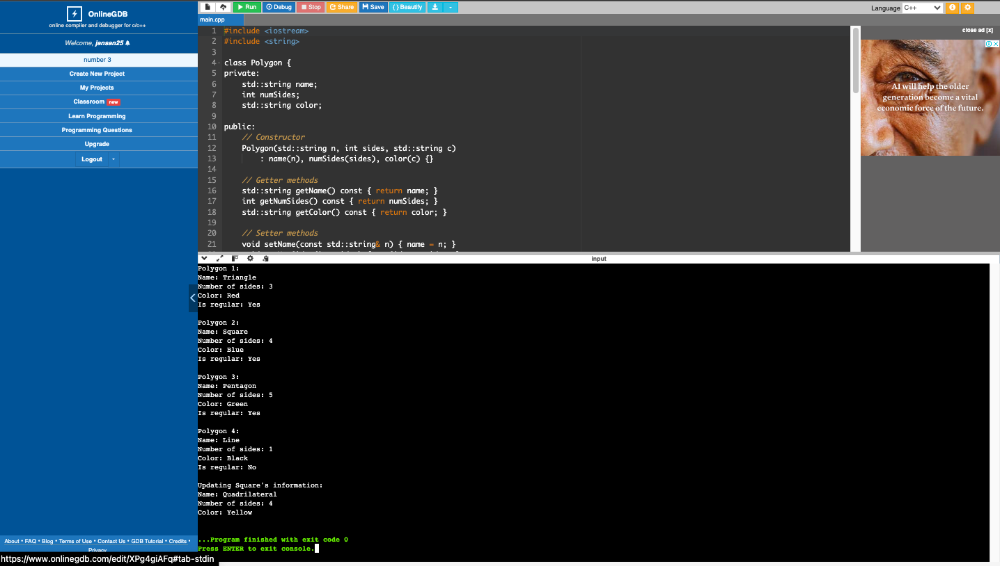 OnlineGDB
online compiler and debugger for c/c++
Welcome, jansan25
number 3
Create New Project
My Projects
Classroom new
Learn Programming
Programming Questions
Upgrade
Logout
About • FAQ • Blog • Terms of Use • Contact Us • GDB Tutorial • Credits •
Privacy
https://www.onlinegdb.com/edit/XPg4giAFq#tab-stdin
Run Debug Stop Share Save { } Beautify
Language C++
main.cpp
1 #include <iostream>
2 #include <string>
3
4 class Polygon {
5 private:
6 std::string name;
7 int numSides;
8 std::string color;
9
10 public:
11 // Constructor
12 Polygon(std::string n, int sides, std::string c)
13 : name(n), numSides(sides), color(c) {}
14
15 // Getter methods
16 std::string getName() const { return name; }
17 int getNumSides() const { return numSides; }
18 std::string getColor() const { return color; }
19
20 // Setter methods
21 void setName(const std::string& n) { name = n; }
close ad [x]
AI will help the older
generation become a vital
economic force of the future.
input
Polygon 1:
Name: Triangle
Number of sides: 3
Color: Red
Is regular: Yes
Polygon 2:
Name: Square
Number of sides: 4
Color: Blue
Is regular: Yes
Polygon 3:
Name: Pentagon
Number of sides: 5
Color: Green
Is regular: Yes
Polygon 4:
Name: Line
Number of sides: 1
Color: Black
Is regular: No
Updating Square's information:
Name: Quadrilateral
Number of sides: 4
Color: Yellow
...Program finished with exit code 0
Press ENTER to exit console.